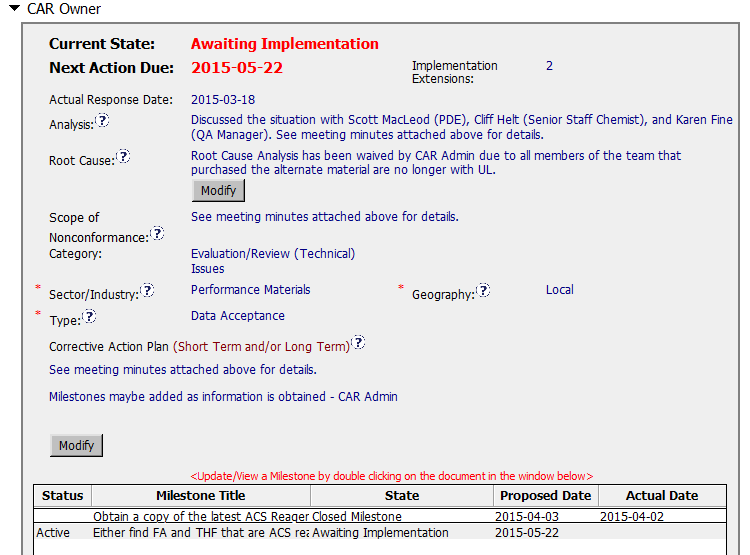 CAR Owner
Current State: Awaiting Implementation
Next Action Due: 2015-05-22 Implementation Extensions: 2
Actual Response Date: 2015-03-18
Analysis:? Discussed the situation with Scott MacLeod (PDE), Cliff Helt (Senior Staff Chemist), and Karen Fine
(QA Manager). See meeting minutes attached above for details.
Root Cause:? Root Cause Analysis has been waived by CAR Admin due to all members of the team that
purchased the alternate material are no longer with UL.
Modify
Scope of Nonconformance:? See meeting minutes attached above for details.
Category: Evaluation/Review (Technical)
Issues
* Sector/Industry:? Performance Materials * Geography:? Local
* Type:? Data Acceptance
Corrective Action Plan (Short Term and/or Long Term)?
See meeting minutes attached above for details.
Milestones maybe added as information is obtained - CAR Admin
Modify
<Update/View a Milestone by double clicking on the document in the window below>
Status Milestone Title State Proposed Date Actual Date
Obtain a copy of the latest ACS Reager Closed Milestone 2015-04-03 2015-04-02
Active Either find FA and THF that are ACS rea Awaiting Implementation 2015-05-22